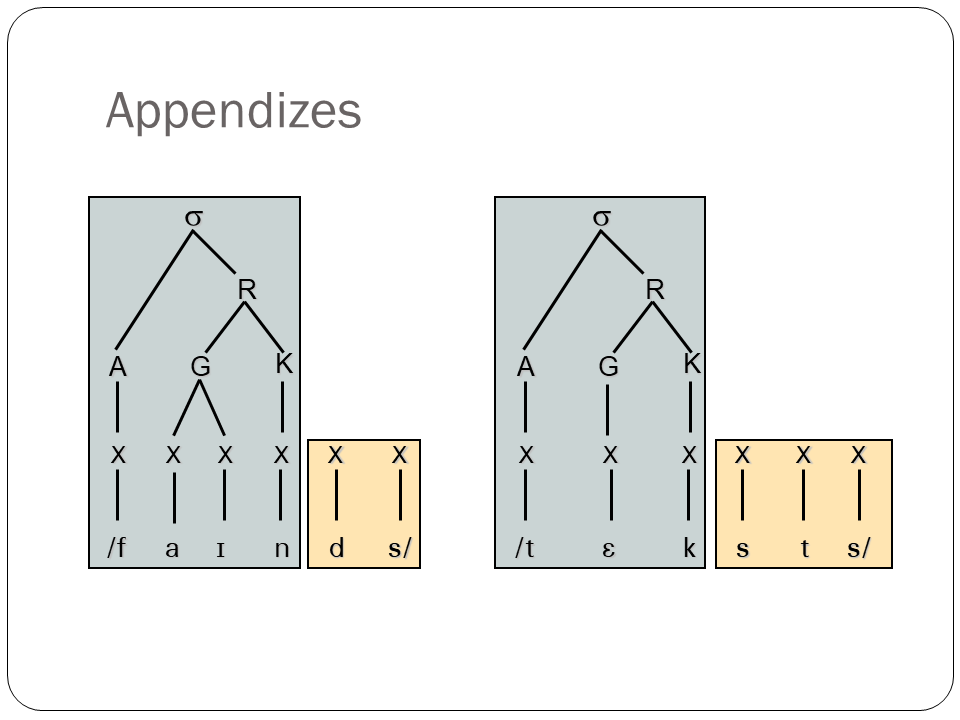 Appendizes
σ σ
R R
A G K A G K
x x x x x x x x x x x x
/f a ɪ n d s/ /t ɛ k s t s/